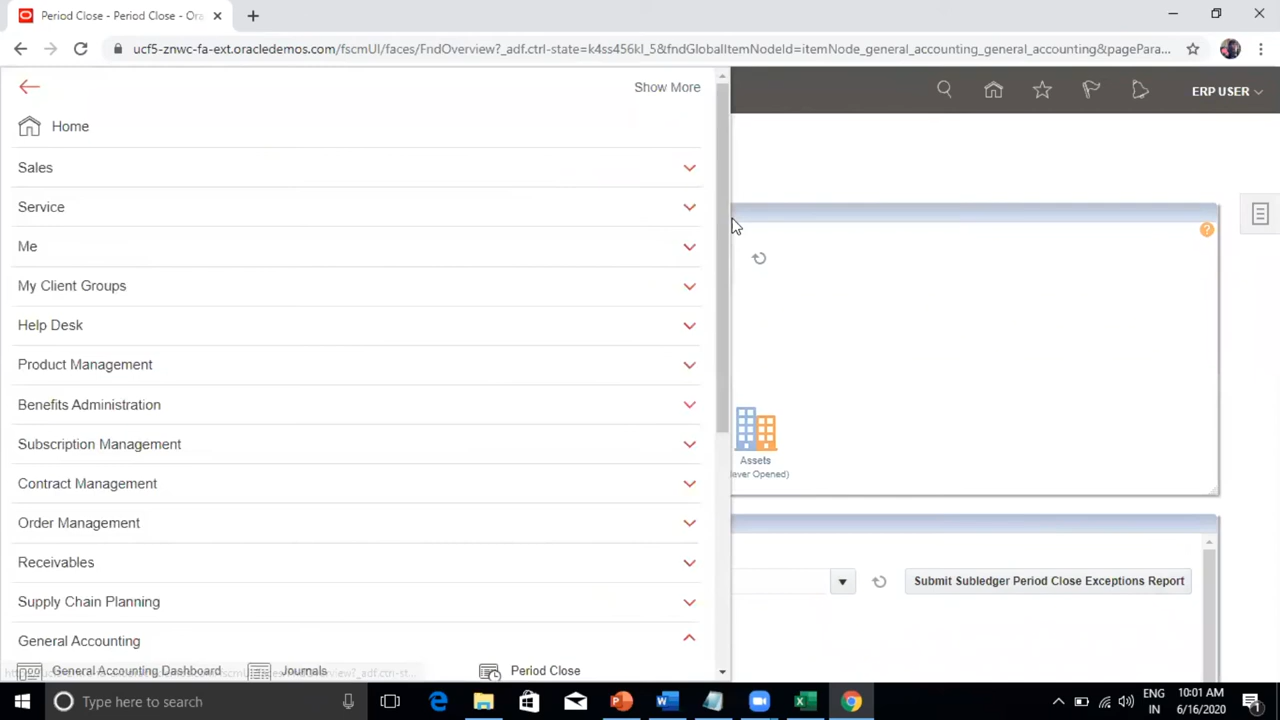 Period Close - Period Close - Ora
ucf5-znwc-fa-ext.oracledemos.com/fscmUI/faces/FndOverview?_adf.ctrl-state=k4ss456kl_5&fndGlobalItemNodeId=itemNode_general_accounting_general_accounting&pagePara...
Show More
ERP USER
Home
Sales
Service
Me
My Client Groups
Help Desk
Product Management
Benefits Administration
Assets
Subscription Management
Contract Management
Order Management
Receivables
Submit Subledger Period Close Exceptions Report
Supply Chain Planning
General Accounting
General Accounting Dashboard Journals Period Close
Type here to search
ENG
IN
10:01 AM
6/16/2020
1